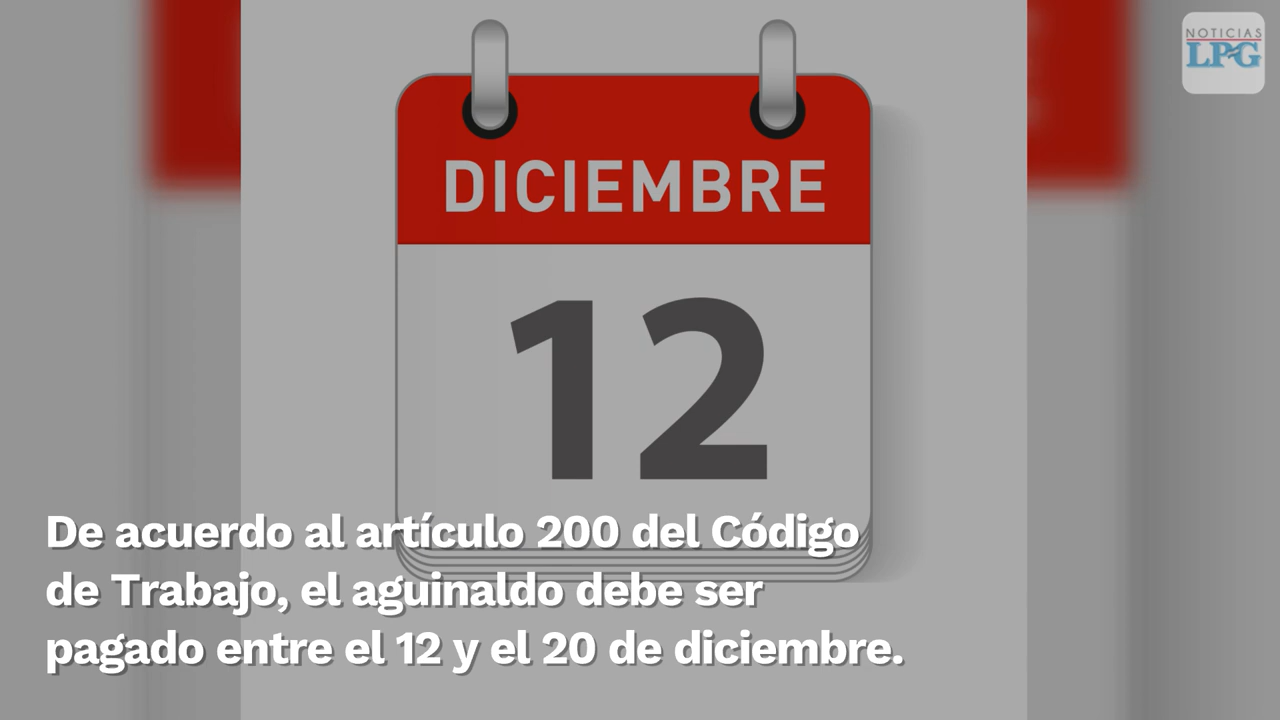 NOTICIAS
LPG
DICIEMBRE
12
De acuerdo al artículo 200 del Código
de Trabajo, el aguinaldo debe ser
pagado entre el 12 y el 20 de diciembre.